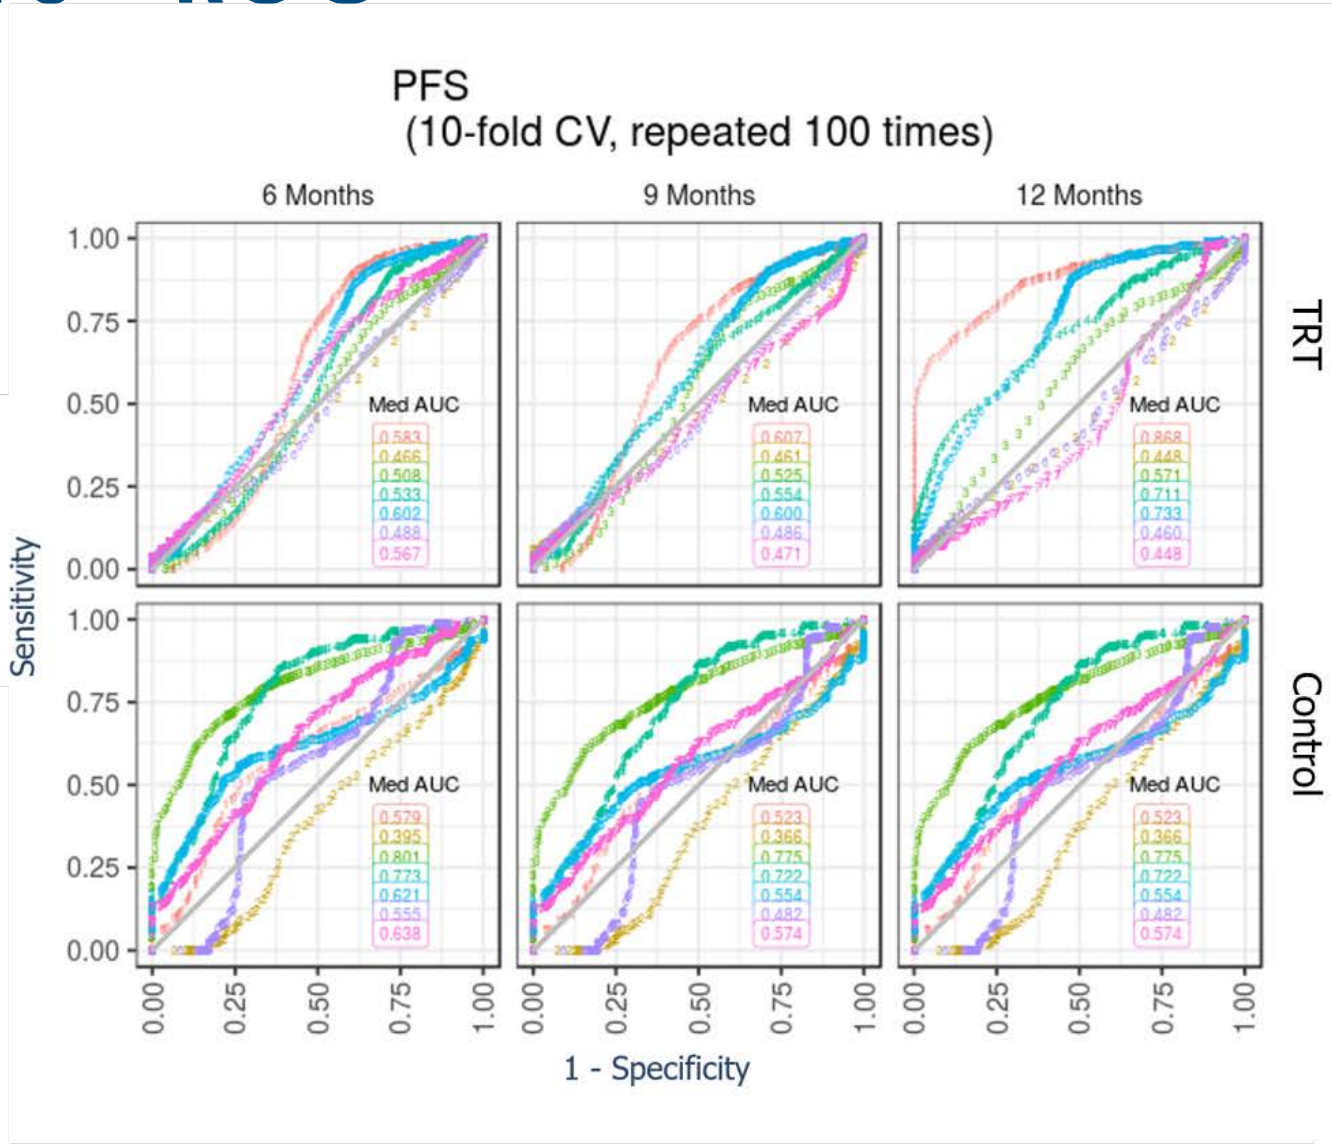 PFS
(10-fold CV, repeated 100 times)
6 Months
9 Months
12 Months
1.00
0.75
0.50
0.25
0.00
Med AUC
0.583
0.466
0.508
0.533
0.602
0.488
0.567
Med AUC
0.607
0.461
0.525
0.554
0.600
0.486
0.471
Med AUC
0.868
0.448
0.571
0.711
0.733
0.460
0.448
TRT
Sensitivity
1.00
0.75
0.50
0.25
0.00
Med AUC
0.579
0.395
0.801
0.773
0.621
0.555
0.638
Med AUC
0.523
0.366
0.775
0.722
0.554
0.482
0.574
Med AUC
0.523
0.366
0.775
0.722
0.554
0.482
0.574
Control
0.00 0.25 0.50 0.75 1.00
0.00 0.25 0.50 0.75 1.00
0.00 0.25 0.50 0.75 1.00
1 - Specificity